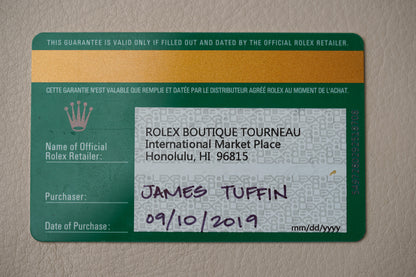 THIS GUARANTEE IS VALID ONLY IF FILLED OUT AND DATED BY THE OFFICIAL ROLEX RETAILER.
CETTE GARANTIE N'EST VALABLE QUE REMPLIE ET DATÉE PAR LE DISTRIBUTEUR AGRÉÉ ROLEX AU MOMENT DE L'ACHAT.
Name of Official
Rolex Retailer:
ROLEX BOUTIQUE TOURNEAU
International Market Place
Honolulu, HI 96815
Purchaser:
JAMES TUFFIN
Date of Purchase:
09/10/2019
mm/dd/yyyy